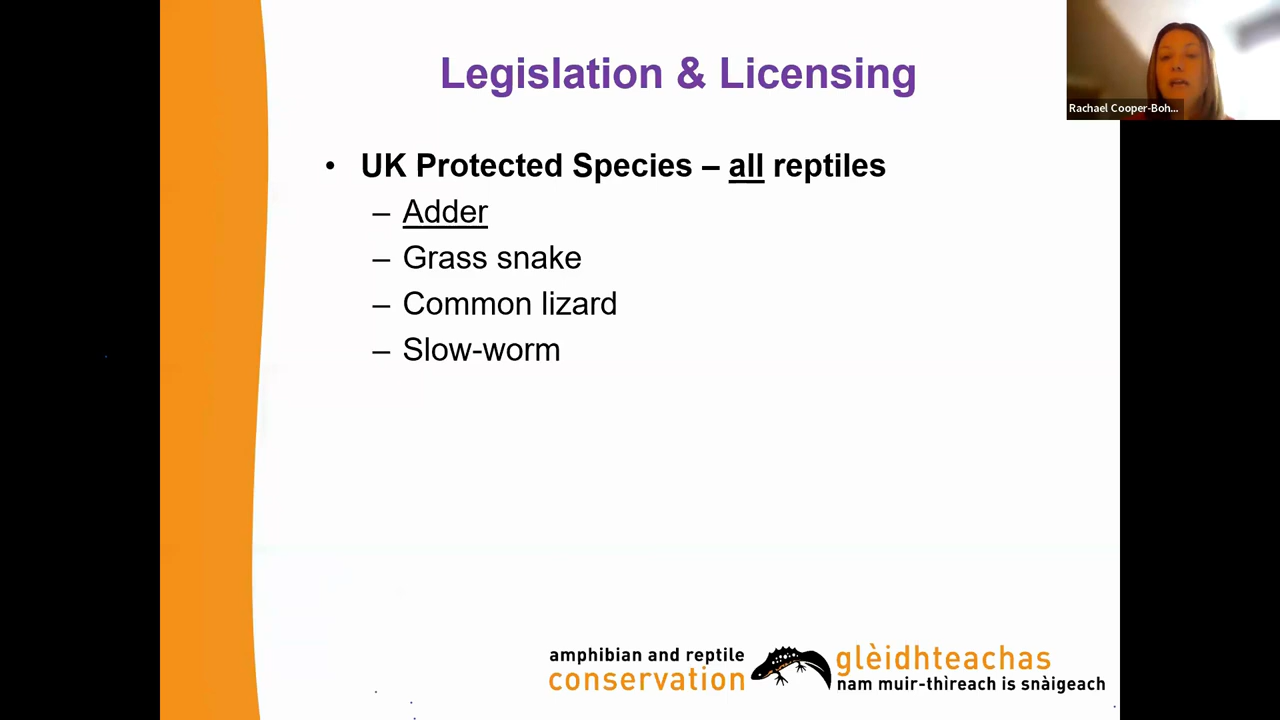 Legislation & Licensing
Rachael Cooper-Boh...
• UK Protected Species – all reptiles
– Adder
– Grass snake
– Common lizard
– Slow-worm
amphibian and reptile
conservation
glèidhteachas
nam muir-thìreach is snàigeach